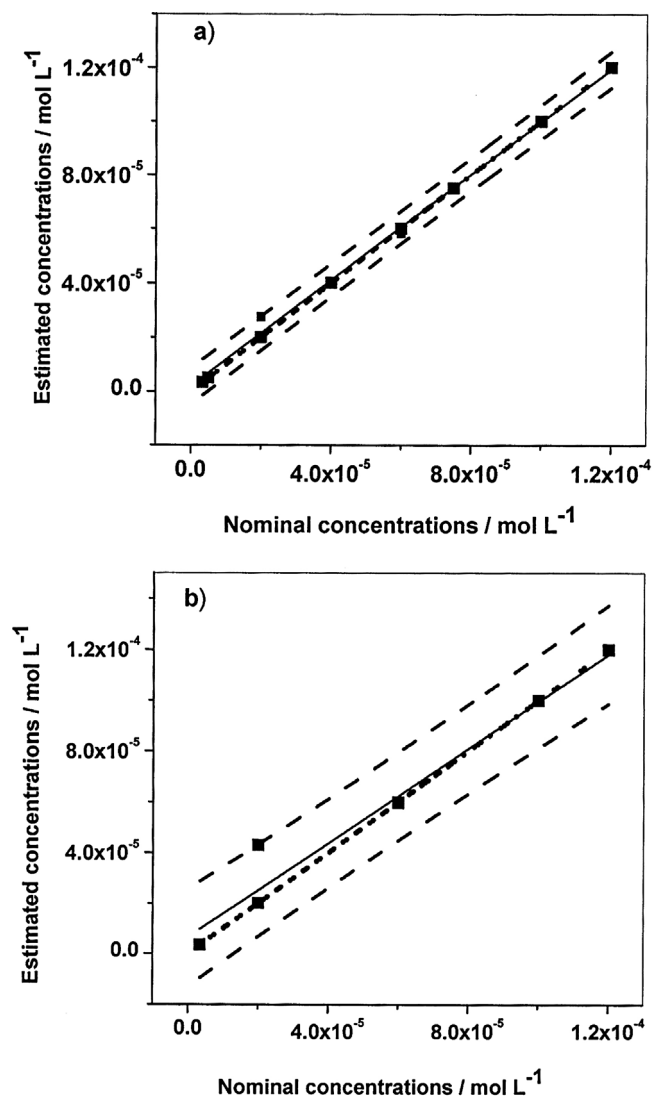 a)
Estimated concentrations / mol L⁻¹
1.2x10⁻⁴
8.0x10⁻⁵
4.0x10⁻⁵
0.0
0.0 4.0x10⁻⁵ 8.0x10⁻⁵ 1.2x10⁻⁴
Nominal concentrations / mol L⁻¹
b)
Estimated concentrations / mol L⁻¹
1.2x10⁻⁴
8.0x10⁻⁵
4.0x10⁻⁵
0.0
0.0 4.0x10⁻⁵ 8.0x10⁻⁵ 1.2x10⁻⁴
Nominal concentrations / mol L⁻¹